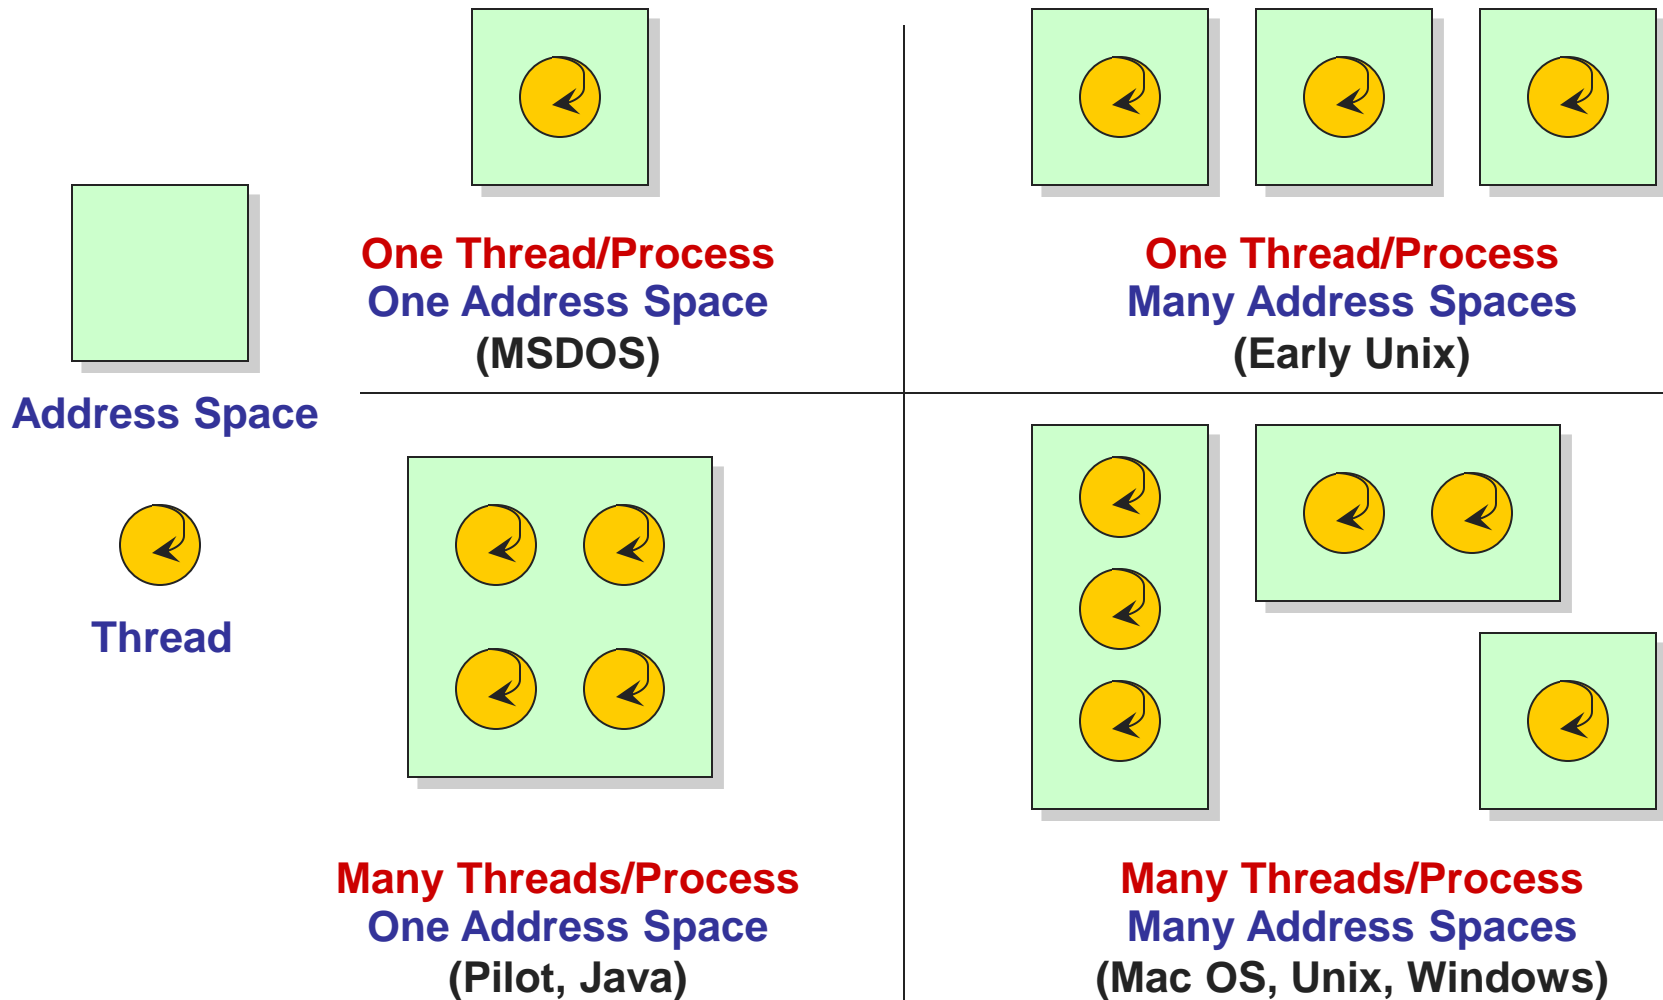 Address Space
Thread
One Thread/Process
One Address Space
(MSDOS)
One Thread/Process
Many Address Spaces
(Early Unix)
Many Threads/Process
One Address Space
(Pilot, Java)
Many Threads/Process
Many Address Spaces
(Mac OS, Unix, Windows)